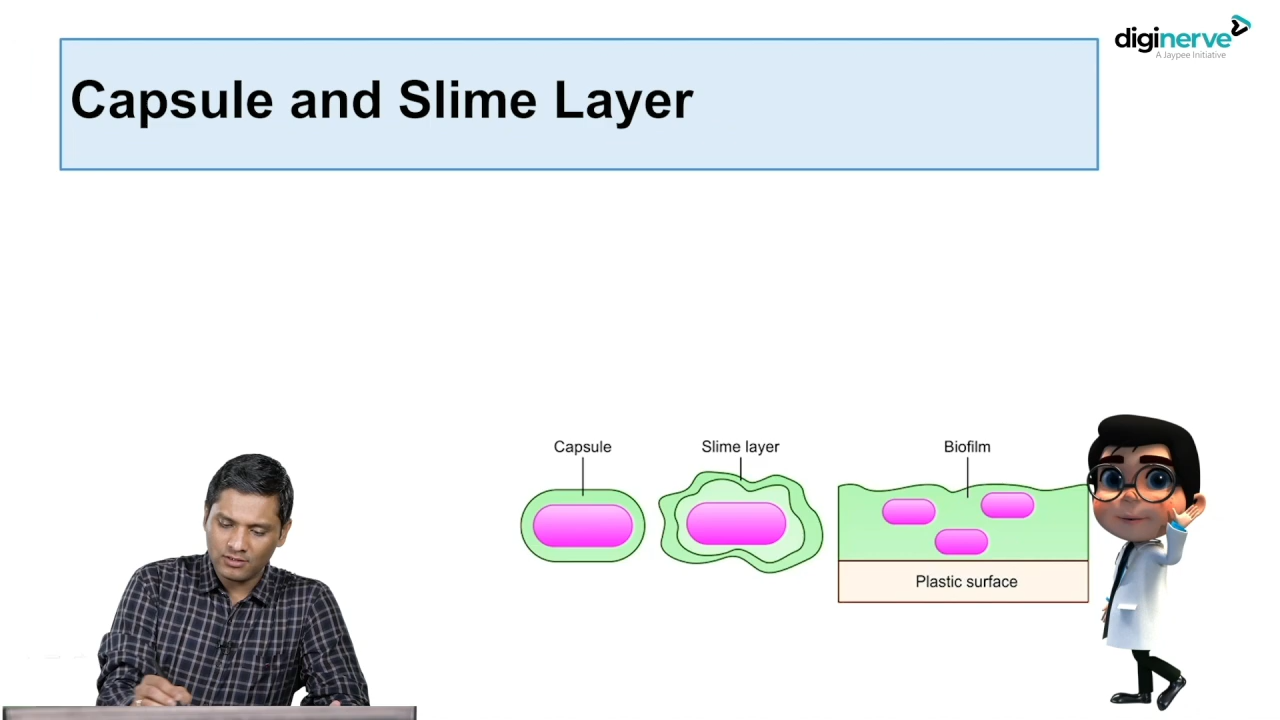 diginerve
A Jaypee Initiative
Capsule and Slime Layer
Capsule
Slime layer
Biofilm
Plastic surface